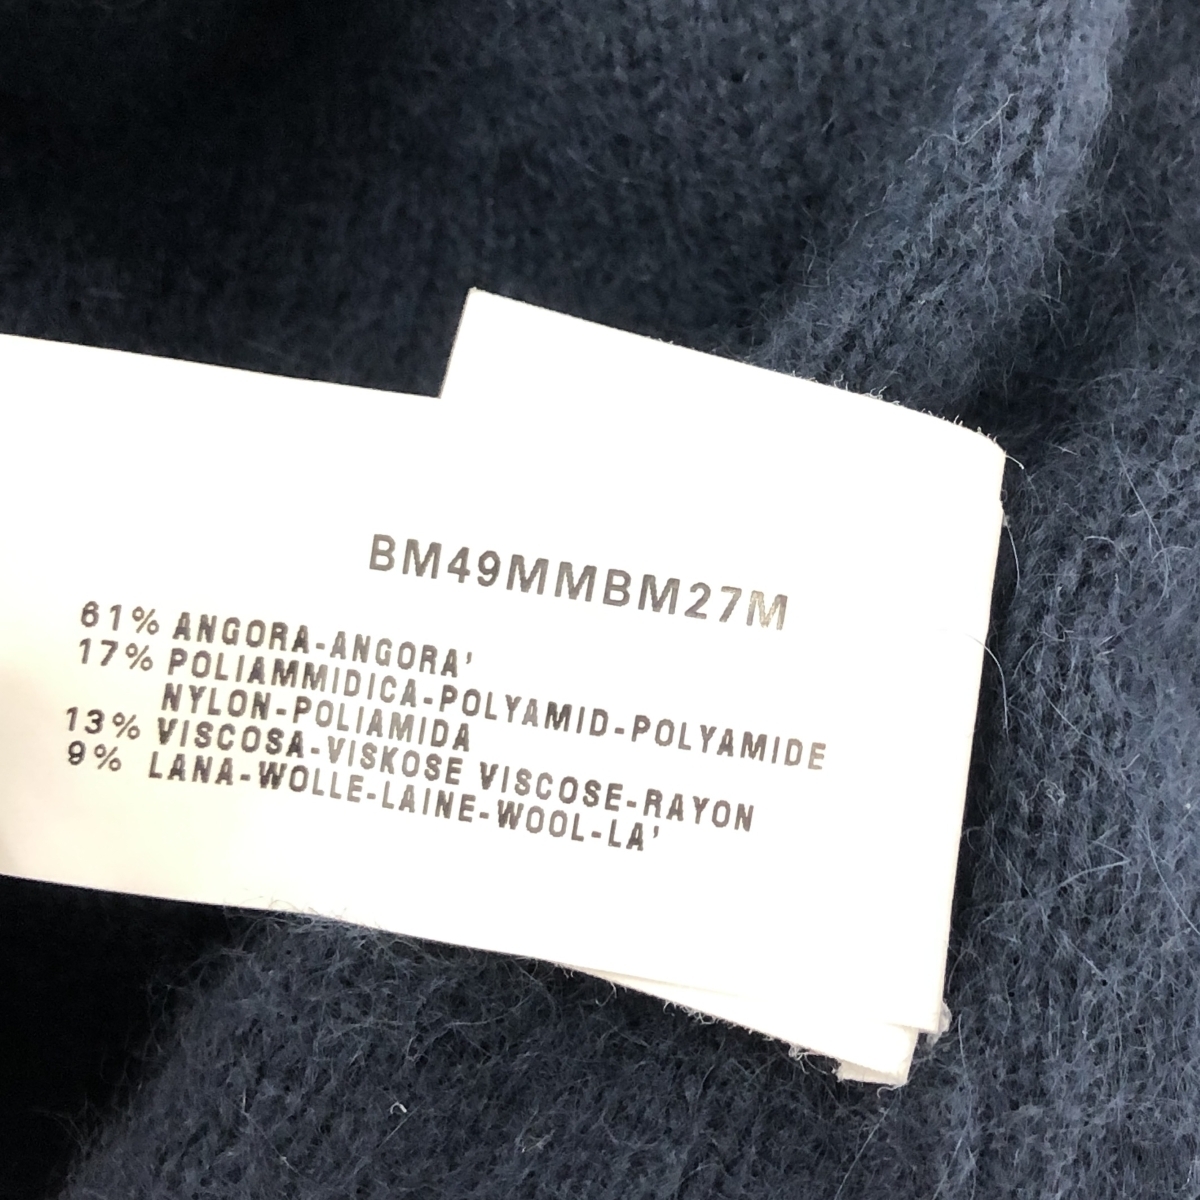 BM49MMBM27M
61% ANGORA-ANGORA'
17% POLIAMMIDICA-POLYAMID-POLYAMIDE
NYLON-POLIAMIDA
13% VISCOSA-VISKOSE VISCOSE-RAYON
9% LANA-WOLLE-LAINE-WOOL-LA'